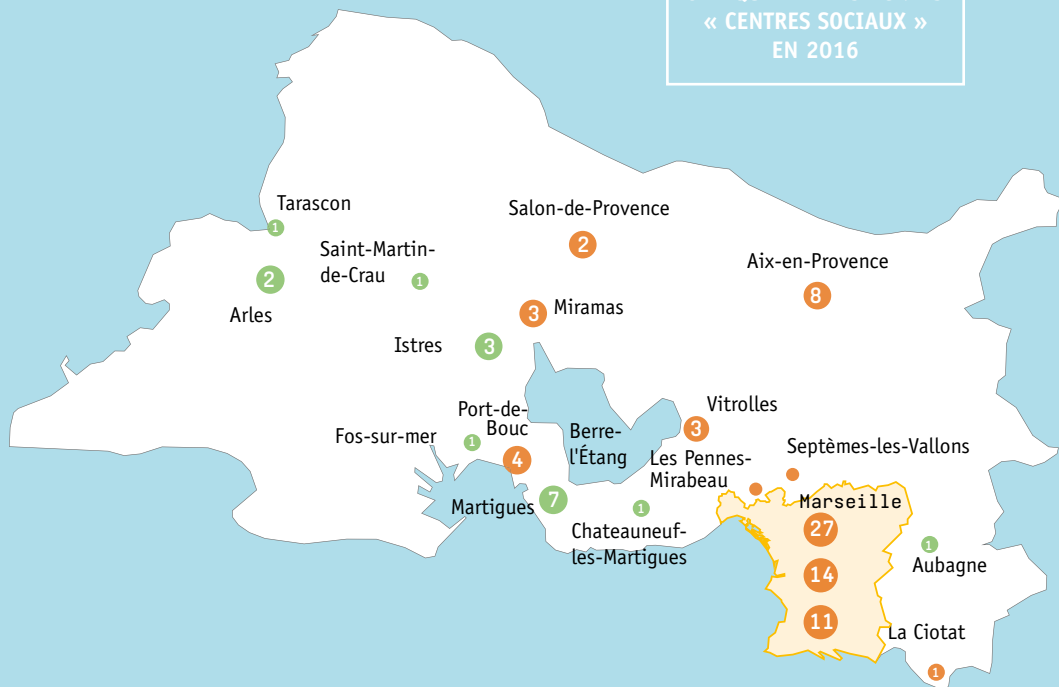 « CENTRES SOCIAUX »
EN 2016
Tarascon
1
Saint-Martin-
de-Crau
1
2
Arles
Salon-de-Provence
2
Aix-en-Provence
8
3
Miramas
Istres
3
Port-de-
Bouc
Fos-sur-mer
1
4
Berre-
l'Étang
Vitrolles
3
Les Pennes-
Mirabeau
Septèmes-les-Vallons
Martigues
7
1
Chateauneuf-
les-Martigues
Marseille
27
14
11
1
Aubagne
La Ciotat
1